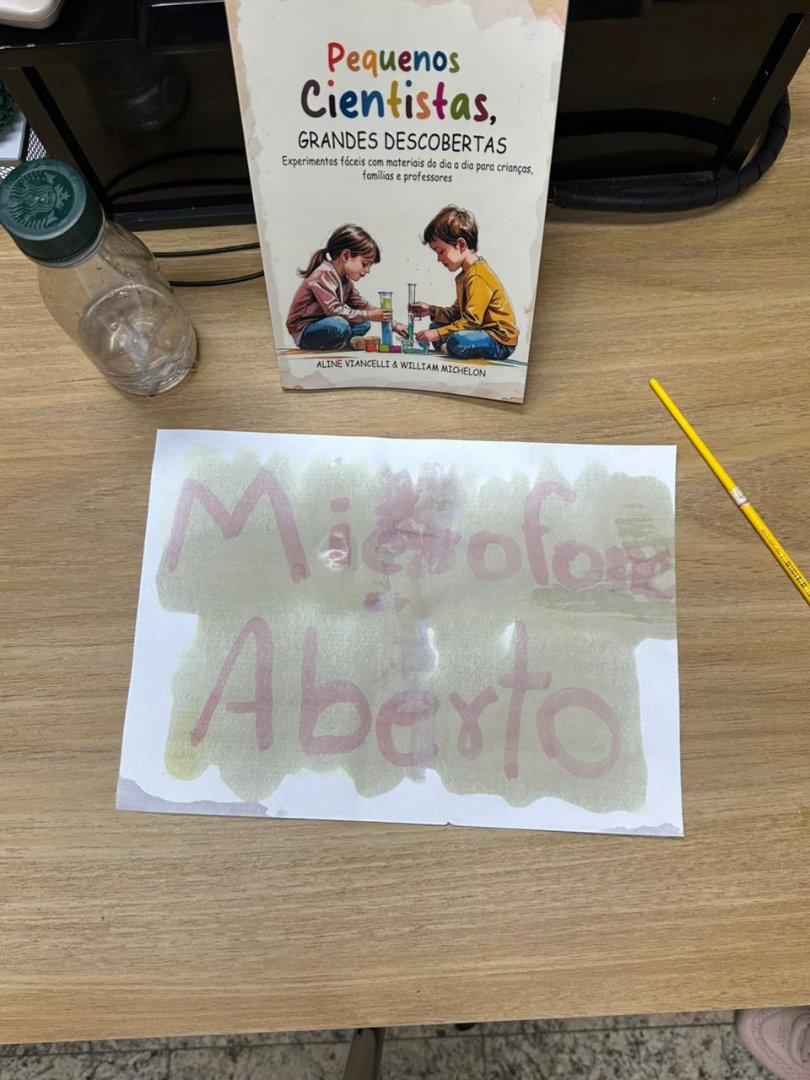 Pequenos
Cientistas,
GRANDES DESCOBERTAS
Experimentos fáceis com materiais do dia a dia para crianças,
famílias e professores
ALINE VIANCELLI & WILLIAM MICHELON
Microfone
Aberto